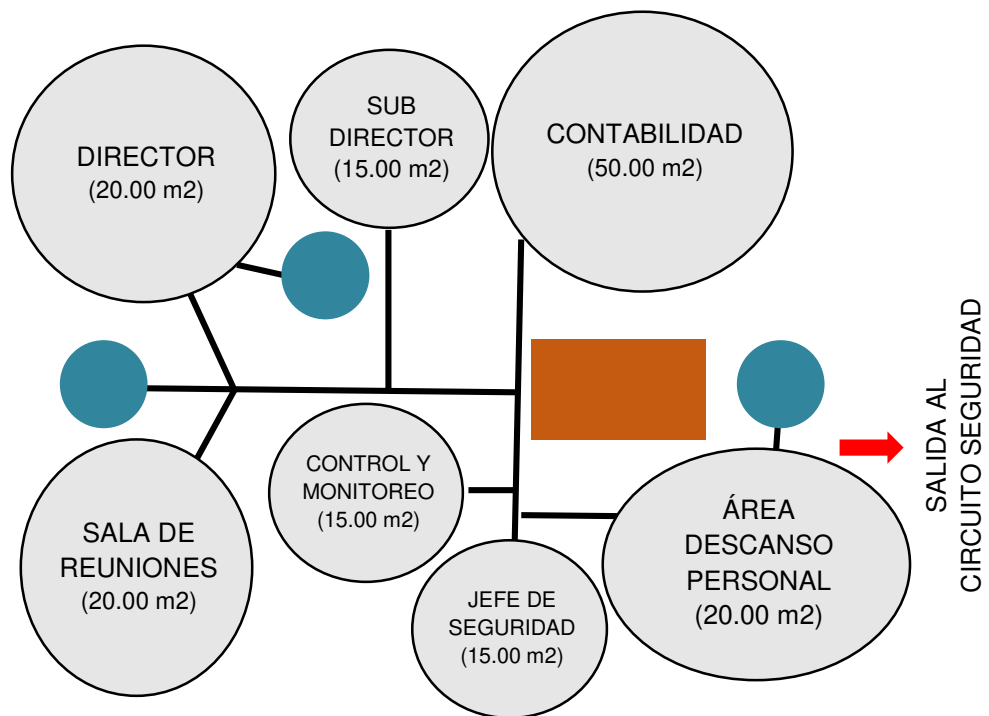 DIRECTOR
(20.00 m2)
SUB
DIRECTOR
(15.00 m2)
CONTABILIDAD
(50.00 m2)
CONTROL Y
MONITOREO
(15.00 m2)
SALA DE
REUNIONES
(20.00 m2)
JEFE DE
SEGURIDAD
(15.00 m2)
ÁREA
DESCANSO
PERSONAL
(20.00 m2)
SALIDA AL
CIRCUITO SEGURIDAD